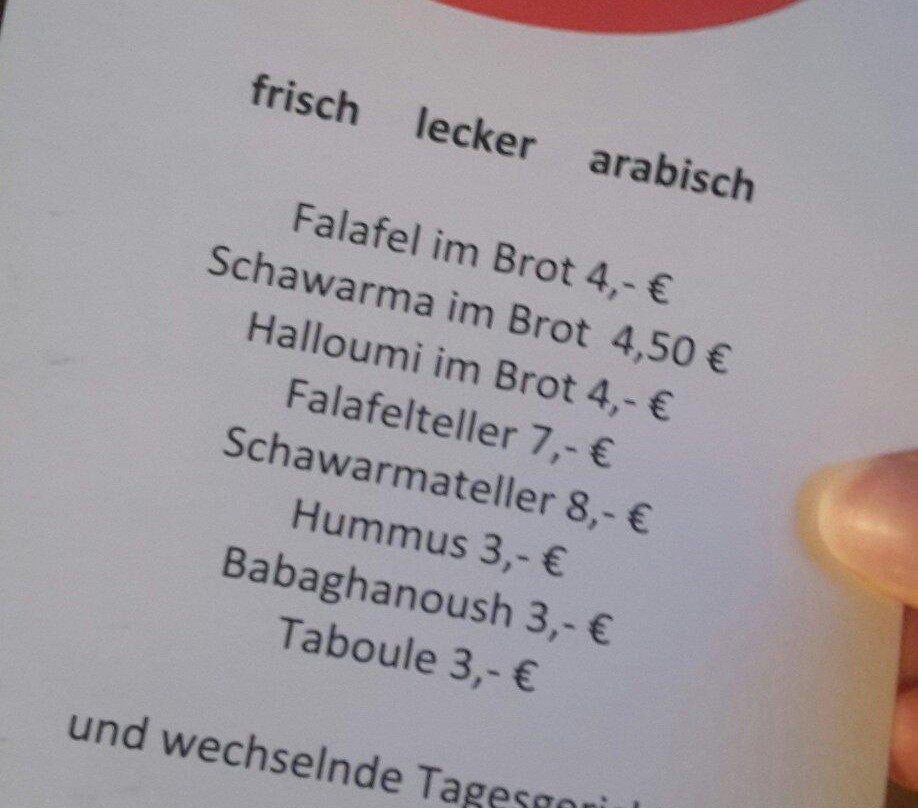 frisch lecker arabisch
Falafel im Brot 4,- €
Schawarma im Brot 4,50 €
Halloumi im Brot 4,- €
Falafelteller 7,- €
Schawarmateller 8,- €
Hummus 3,- €
Babaghanoush 3,- €
Taboule 3,- €
und wechselnde